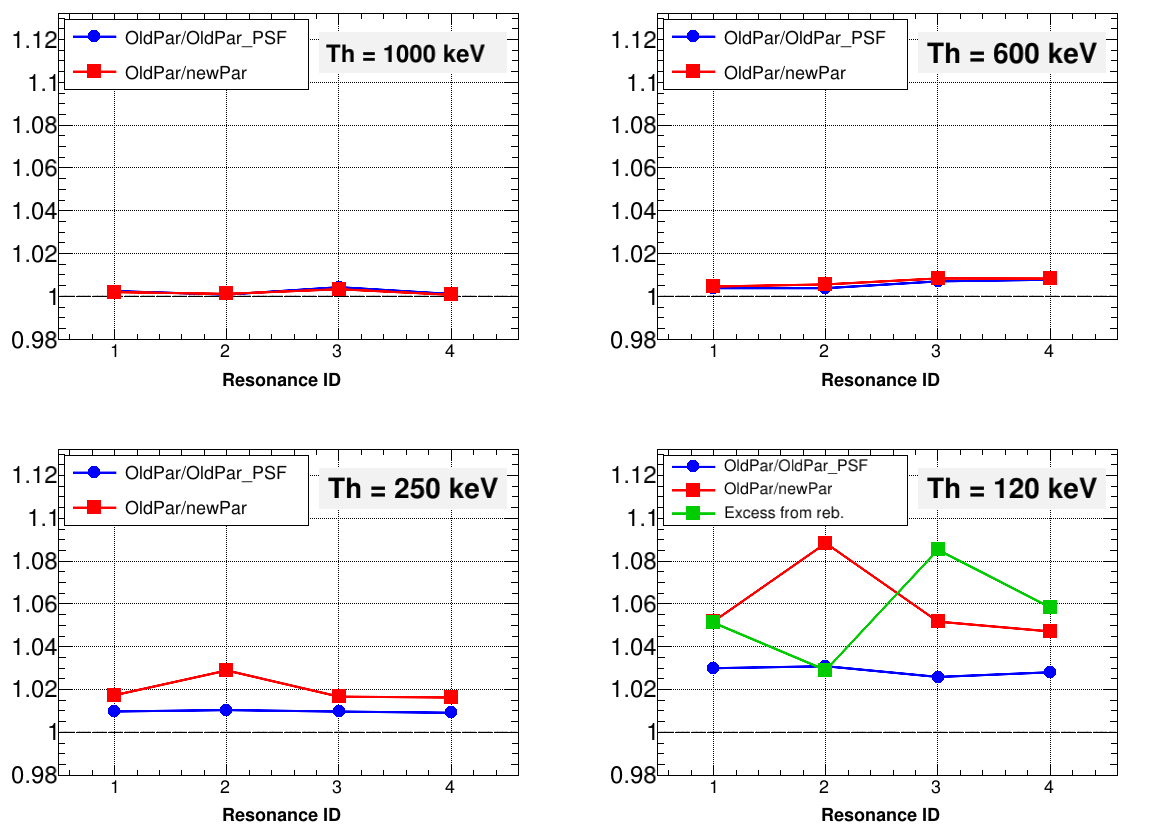 OldPar/OldPar_PSF
OldPar/newPar
Th = 1000 keV
1.12
1.1
1.08
1.06
1.04
1.02
1
0.98
1 2 3 4
Resonance ID
OldPar/OldPar_PSF
OldPar/newPar
Th = 600 keV
1.12
1.1
1.08
1.06
1.04
1.02
1
0.98
1 2 3 4
Resonance ID
OldPar/OldPar_PSF
OldPar/newPar
Th = 250 keV
1.12
1.1
1.08
1.06
1.04
1.02
1
0.98
1 2 3 4
Resonance ID
OldPar/OldPar_PSF
OldPar/newPar
Excess from reb.
Th = 120 keV
1.12
1.1
1.08
1.06
1.04
1.02
1
0.98
1 2 3 4
Resonance ID